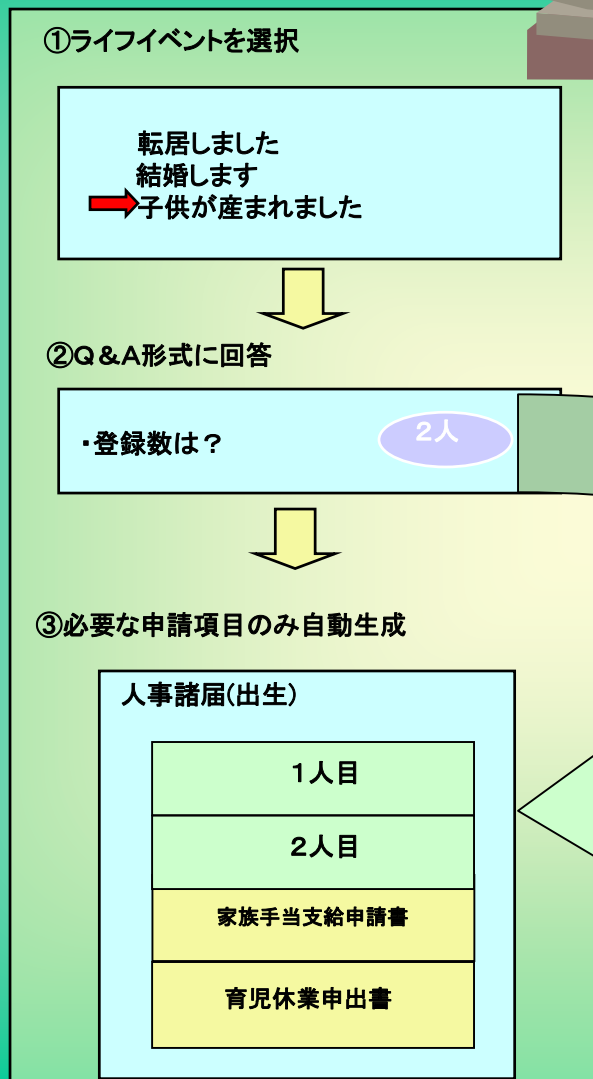 ①ライフイベントを選択
転居しました
結婚します
子供が産まれました
②Q&A形式に回答
・登録数は？
２人
③必要な申請項目のみ自動生成
人事諸届(出生)
１人目
２人目
家族手当支給申請書
育児休業申出書